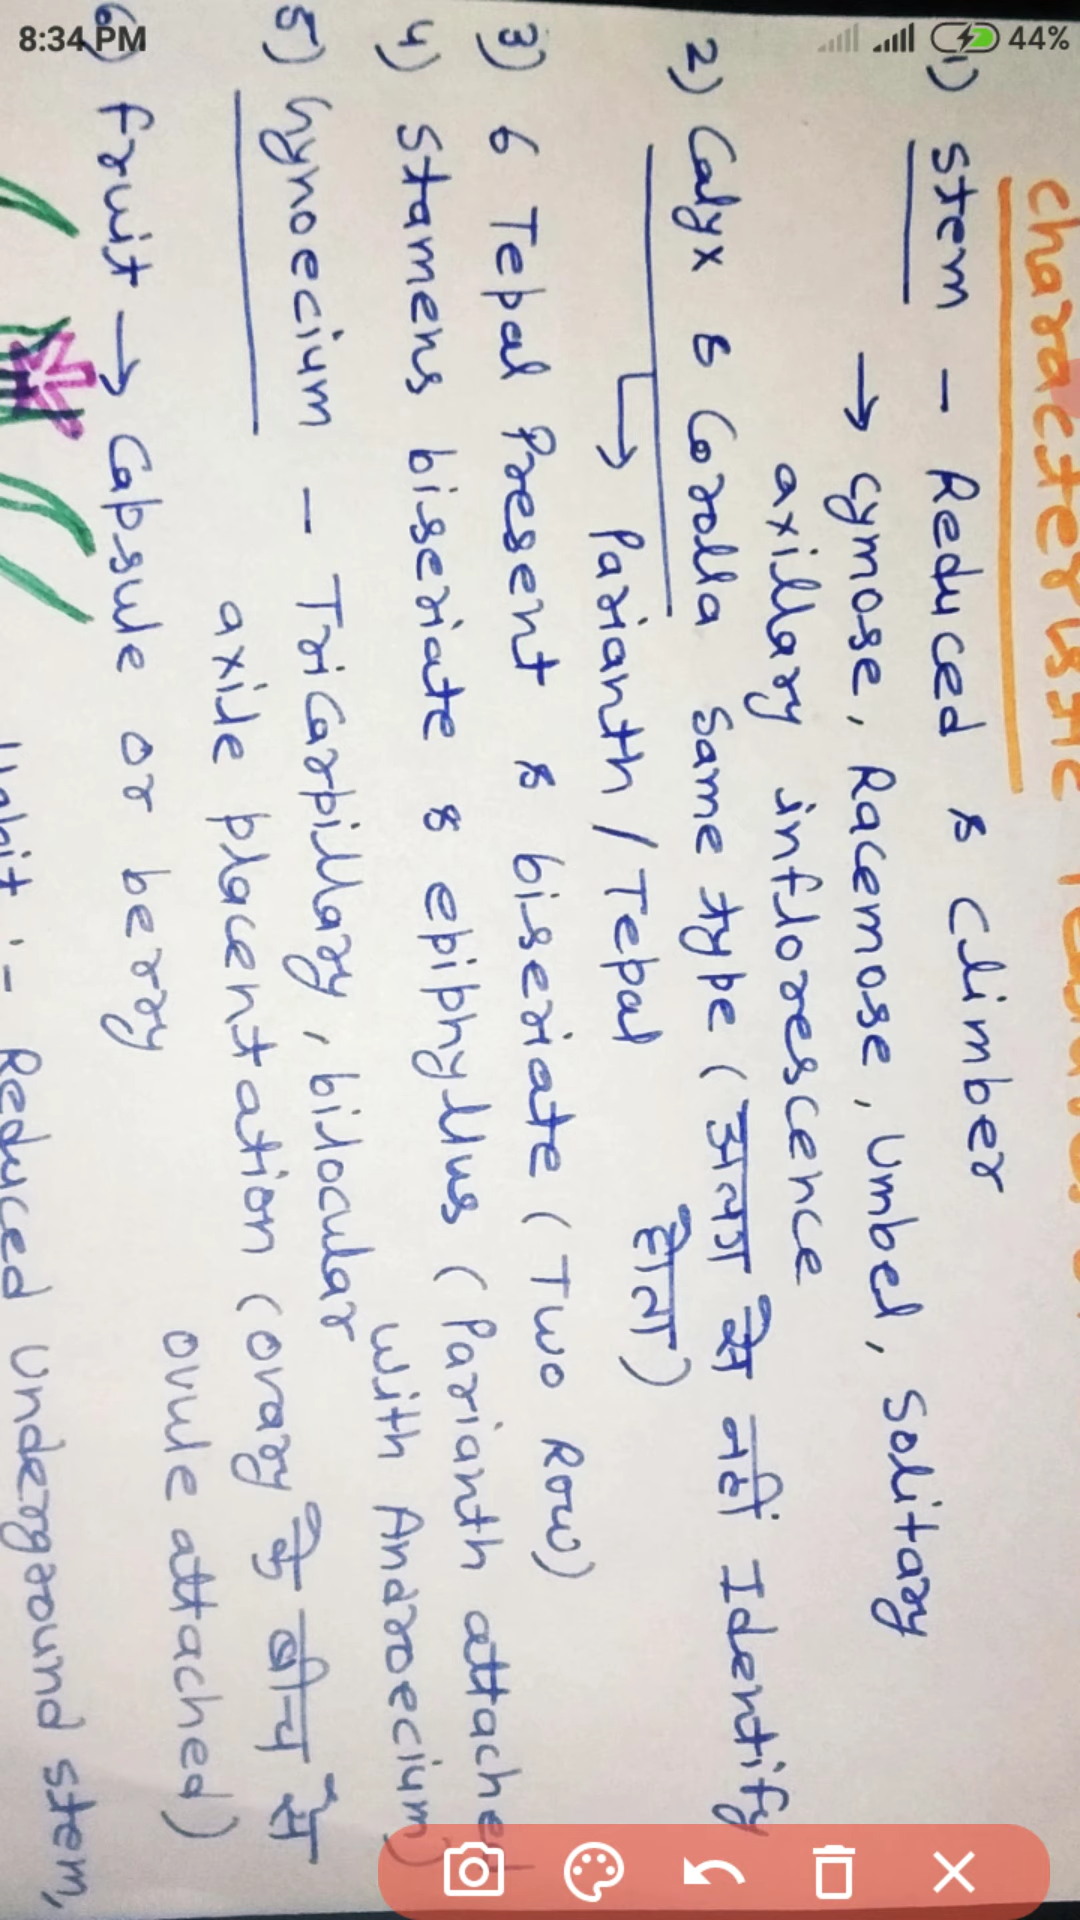 8:34 PM
44%
characteristic
1) Stem - Reduced & Climber
→ Cymose, Racemose, Umbel, Solitary
axillary inflorescence
2) Calyx & Corolla same type (अलग से नहीं Identify
होता)
↳ Parianth / Tepal
3) 6 Tepal Present & biseriate (Two Row)
4) Stamens biseriate & epiphyllus (Parianth attached
with Androecium)
5) Gynoecium - Tricarpillary, bilocular
axile placentation (ovary के बीच से
ovule attached)
6) Fruit → Capsule or berry
Habit :- Reduced underground stem,